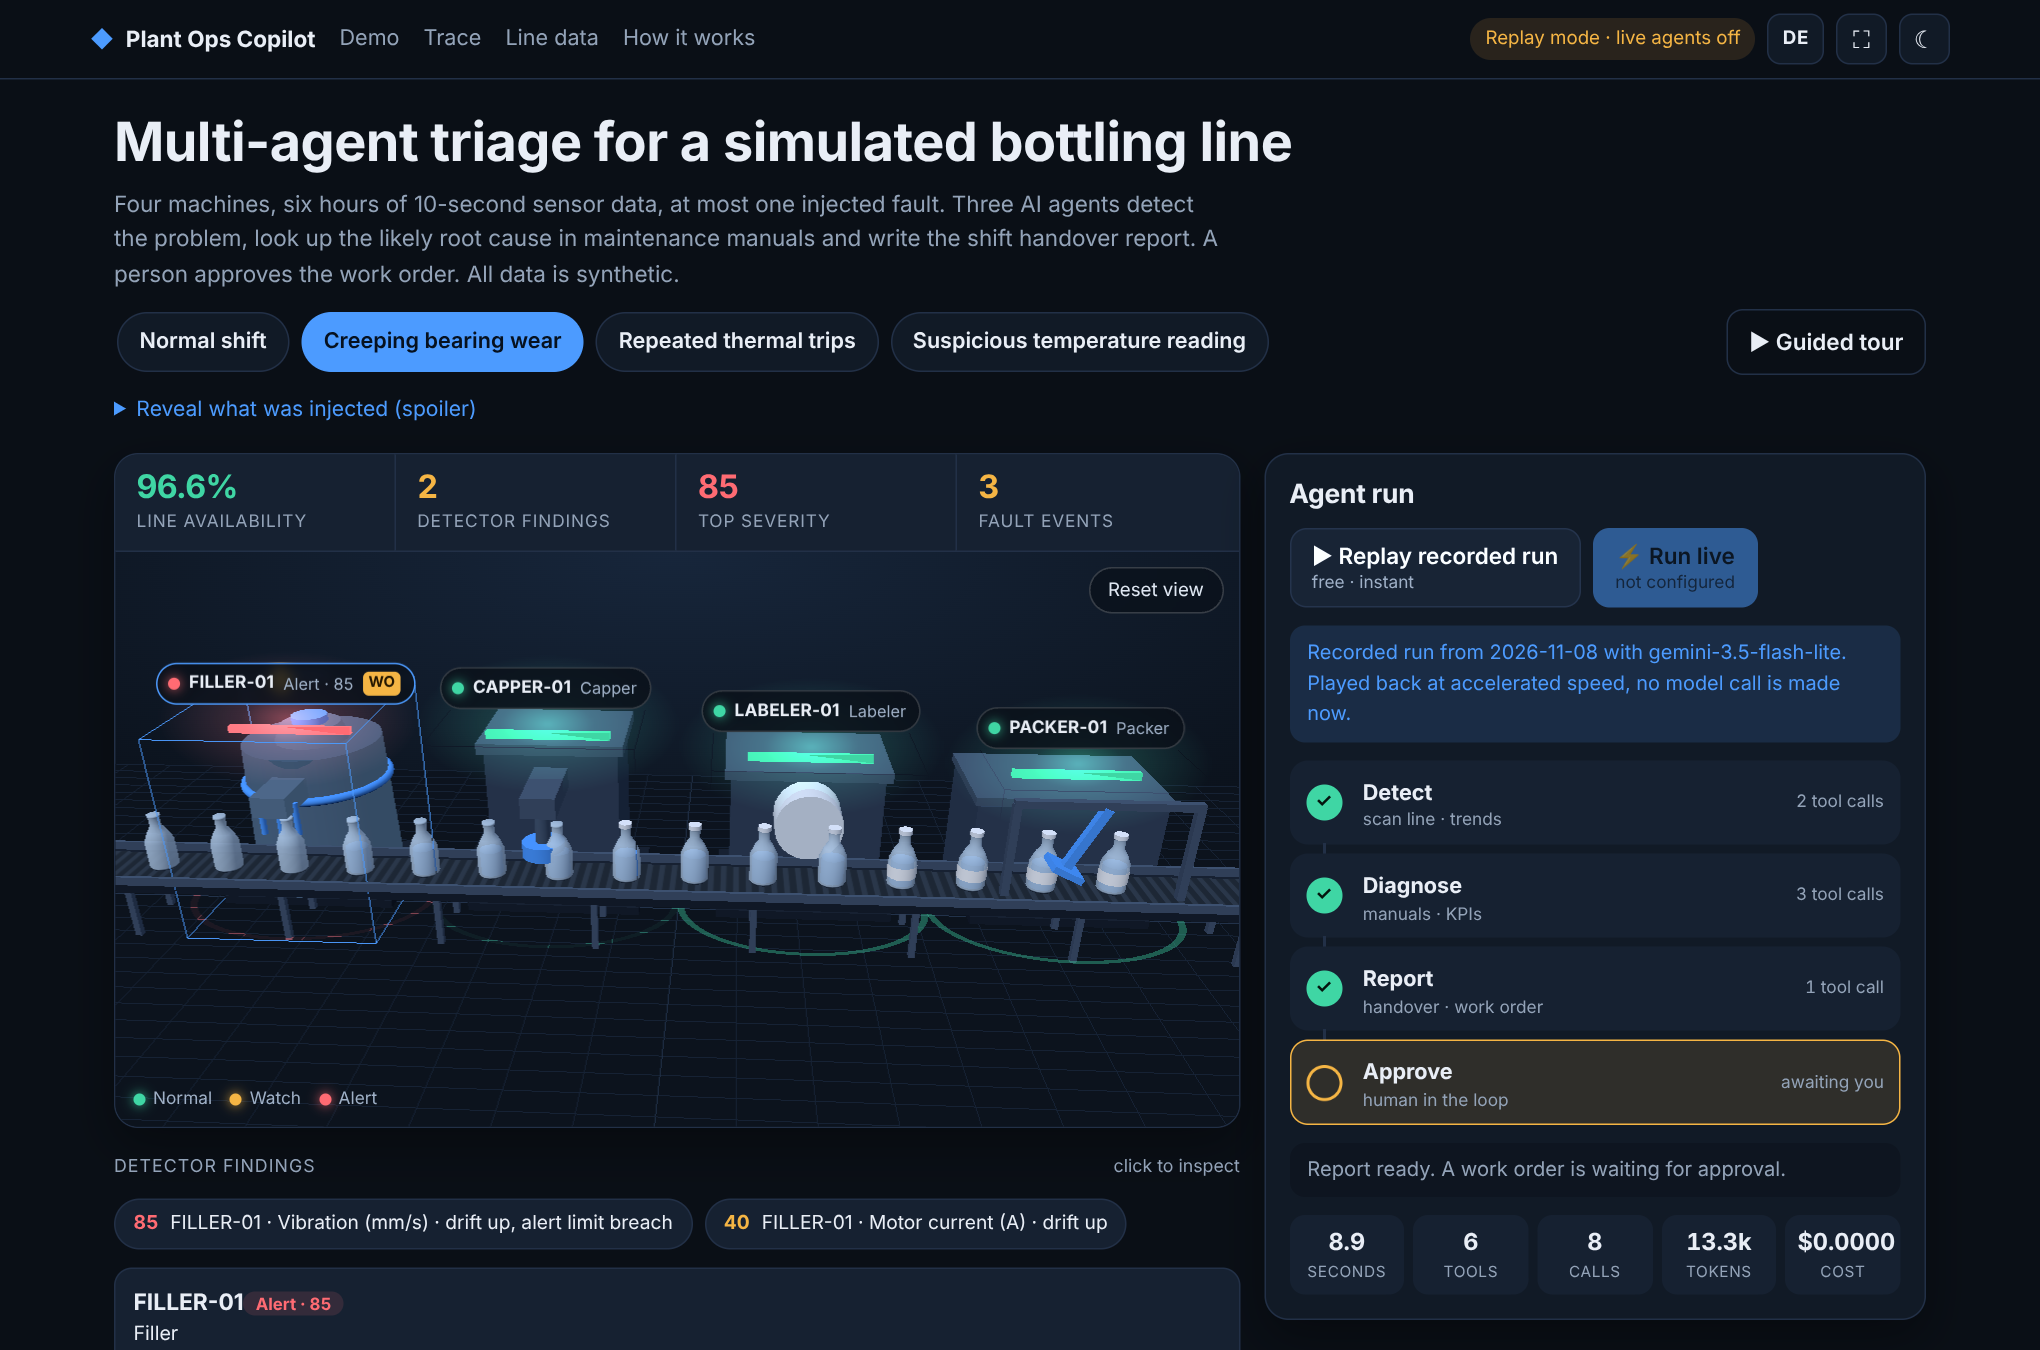 Plant Ops Copilot
Demo
Trace
Line data
How it works
Replay mode · live agents off
DE
Multi-agent triage for a simulated bottling line
Four machines, six hours of 10-second sensor data, at most one injected fault. Three AI agents detect
the problem, look up the likely root cause in maintenance manuals and write the shift handover report. A
person approves the work order. All data is synthetic.
Normal shift
Creeping bearing wear
Repeated thermal trips
Suspicious temperature reading
▶ Guided tour
▶ Reveal what was injected (spoiler)
96.6%
LINE AVAILABILITY
2
DETECTOR FINDINGS
85
TOP SEVERITY
3
FAULT EVENTS
Reset view
FILLER-01 Alert · 85 WO
CAPPER-01 Capper
LABELER-01 Labeler
PACKER-01 Packer
Normal
Watch
Alert
DETECTOR FINDINGS
click to inspect
85 FILLER-01 · Vibration (mm/s) · drift up, alert limit breach
40 FILLER-01 · Motor current (A) · drift up
FILLER-01 Alert · 85
Filler
Agent run
▶ Replay recorded run
free · instant
⚡ Run live
not configured
Recorded run from 2026-11-08 with gemini-3.5-flash-lite.
Played back at accelerated speed, no model call is made
now.
Detect
scan line · trends
2 tool calls
Diagnose
manuals · KPIs
3 tool calls
Report
handover · work order
1 tool call
Approve
human in the loop
awaiting you
Report ready. A work order is waiting for approval.
8.9
SECONDS
6
TOOLS
8
CALLS
13.3k
TOKENS
$0.0000
COST